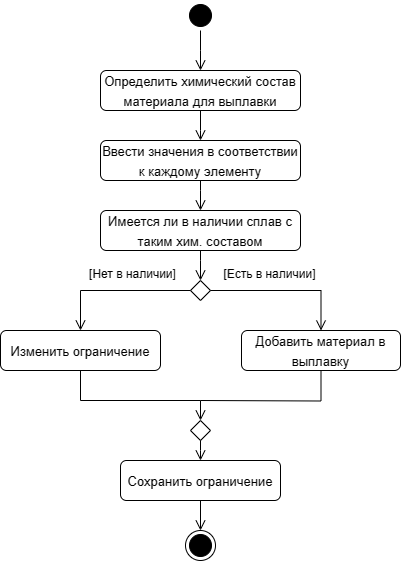 Определить химический состав
материала для выплавки
Ввести значения в соответствии
к каждому элементу
Имеется ли в наличии сплав с
таким хим. составом
[Нет в наличии]
[Есть в наличии]
Изменить ограничение
Добавить материал в
выплавку
Сохранить ограничение